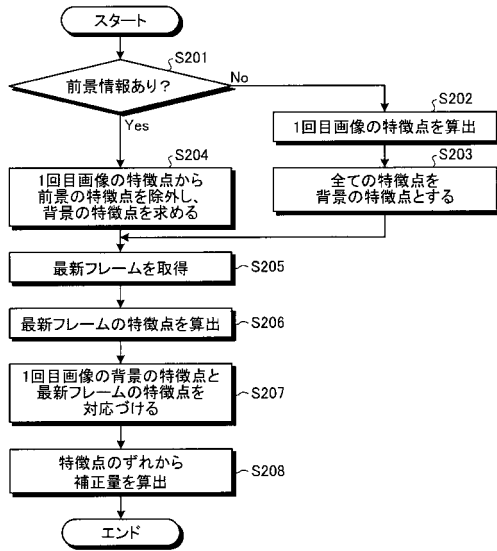 スタート
S201
前景情報あり?
No
Yes
S202
1回目画像の特徴点を算出
S204
1回目画像の特徴点から
前景の特徴点を除外し、
背景の特徴点を求める
S203
全ての特徴点を
背景の特徴点とする
最新フレームを取得
S205
最新フレームの特徴点を算出
S206
1回目画像の背景の特徴点と
最新フレームの特徴点を
対応づける
S207
特徴点のずれから
補正量を算出
S208
エンド